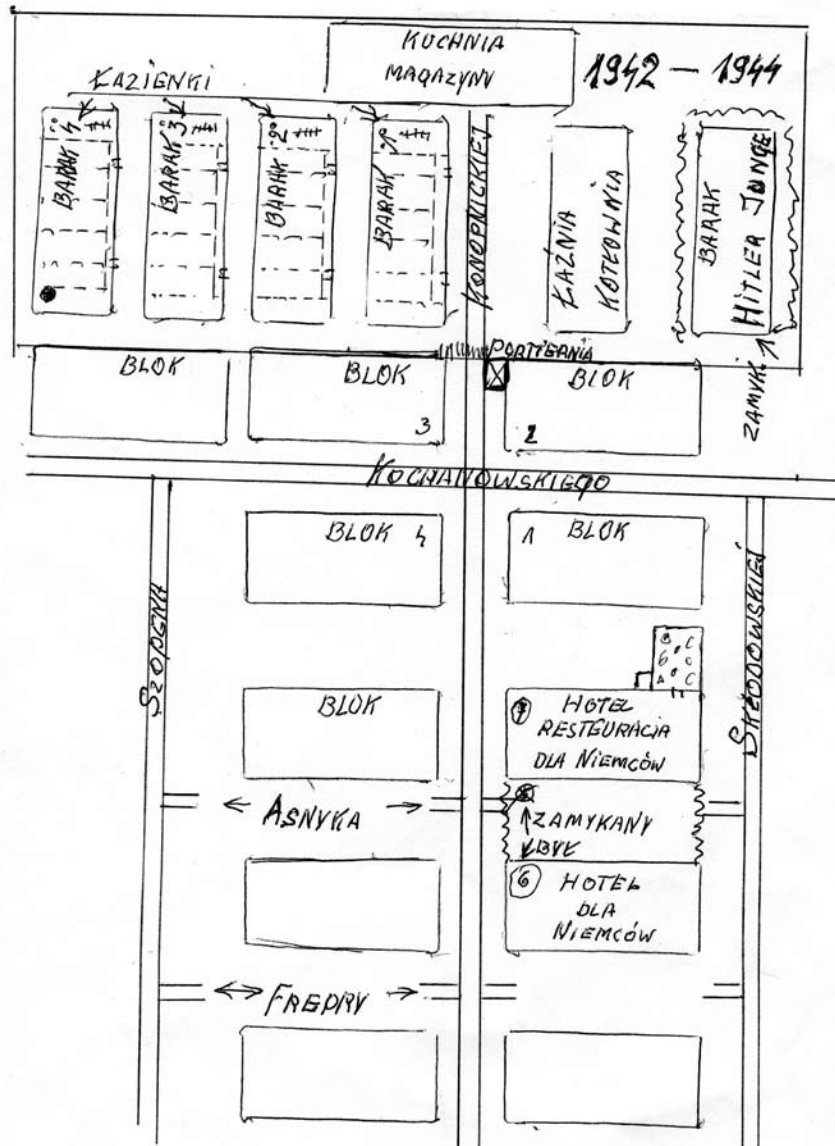 KUCHNIA
MAGAZYNY
1942 – 1944
ŁAZIENKI
BARAK 4
BARAK 3
BARAK 2
BARAK 1
KONOPNICKIEJ
ŁAŹNIA
KOTŁOWNIA
BARAK
HITLER JUNGE
ZAMYK.
PORTIERNIA
BLOK
BLOK
3
BLOK
2
KOCHANOWSKIEGO
BLOK 4
1 BLOK
SZOPENA
SKŁODOWSKIEJ
BLOK
7 HOTEL
RESTAURACJA
DLA NIEMCÓW
ASNYKA
ZAMYKANY
BYŁ
6 HOTEL
DLA
NIEMCÓW
FREDRY